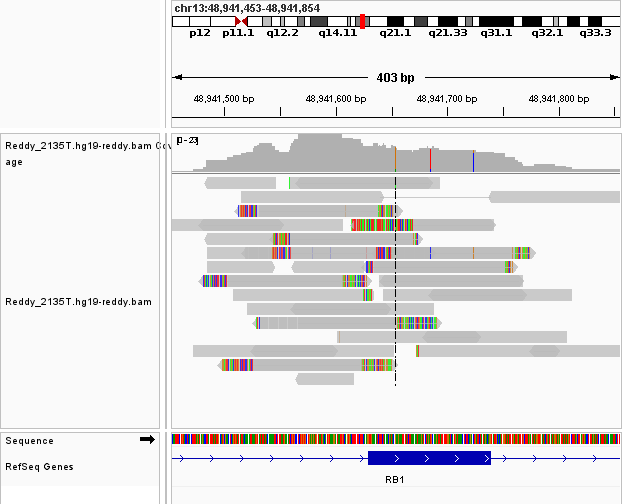 chr13:48,941,453-48,941,854
p12 p11.1 q12.2 q14.11 q21.1 q21.33 q31.1 q32.1 q33.3
403 bp
48,941,500 bp 48,941,600 bp 48,941,700 bp 48,941,800 bp
[0-23]
Reddy_2135T.hg19-reddy.bam Cov
age
Reddy_2135T.hg19-reddy.bam
Sequence
RefSeq Genes
RB1